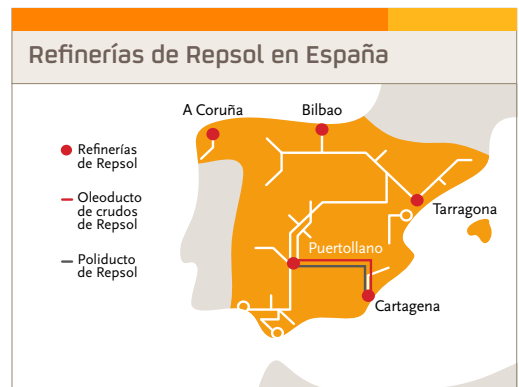 Refinerías de Repsol en España
A Coruña
Bilbao
Refinerías
de Repsol
Oleoducto
de crudos
de Repsol
Poliducto
de Repsol
Tarragona
Puertollano
Cartagena